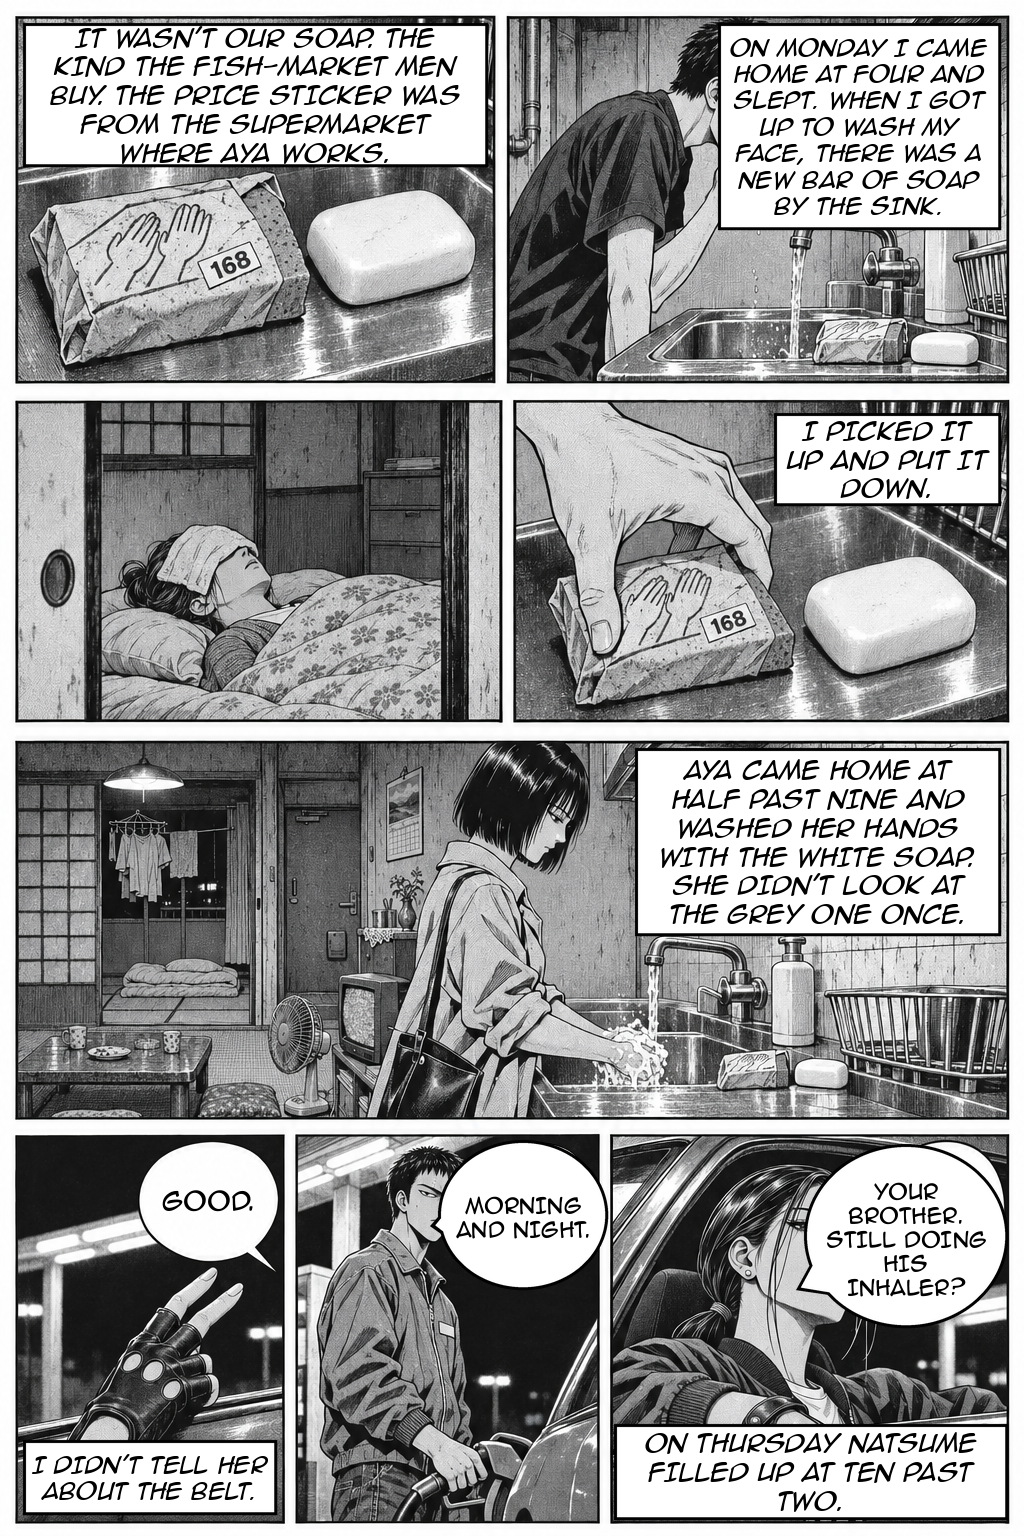 ON MONDAY I CAME
HOME AT FOUR AND
SLEPT. WHEN I GOT
UP TO WASH MY
FACE, THERE WAS A
NEW BAR OF SOAP
BY THE SINK.
IT WASN'T OUR SOAP. THE
KIND THE FISH-MARKET MEN
BUY. THE PRICE STICKER WAS
FROM THE SUPERMARKET
WHERE AYA WORKS.
168
I PICKED IT
UP AND PUT IT
DOWN.
168
AYA CAME HOME AT
HALF PAST NINE AND
WASHED HER HANDS
WITH THE WHITE SOAP.
SHE DIDN'T LOOK AT
THE GREY ONE ONCE.
YOUR
BROTHER.
STILL DOING
HIS
INHALER?
ON THURSDAY NATSUME
FILLED UP AT TEN PAST
TWO.
MORNING
AND NIGHT.
GOOD.
I DIDN'T TELL HER
ABOUT THE BELT.